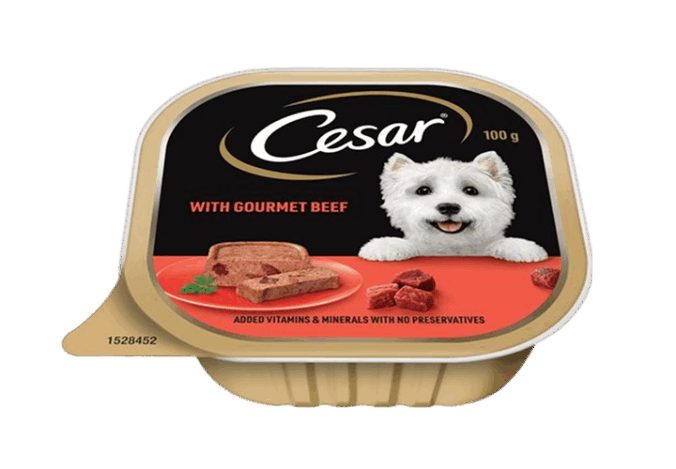 Cesar®
100 g
WITH GOURMET BEEF
ADDED VITAMINS & MINERALS WITH NO PRESERVATIVES
1528452